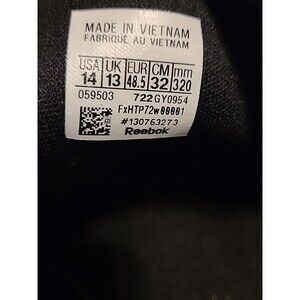 MADE IN VIETNAM
FABRIQUÉ AU VIETNAM
USA UK EUR CM mm
14 13 48.5 32 320
059503 722GY0954
FxHTP72W00001
#130763273
Reebok